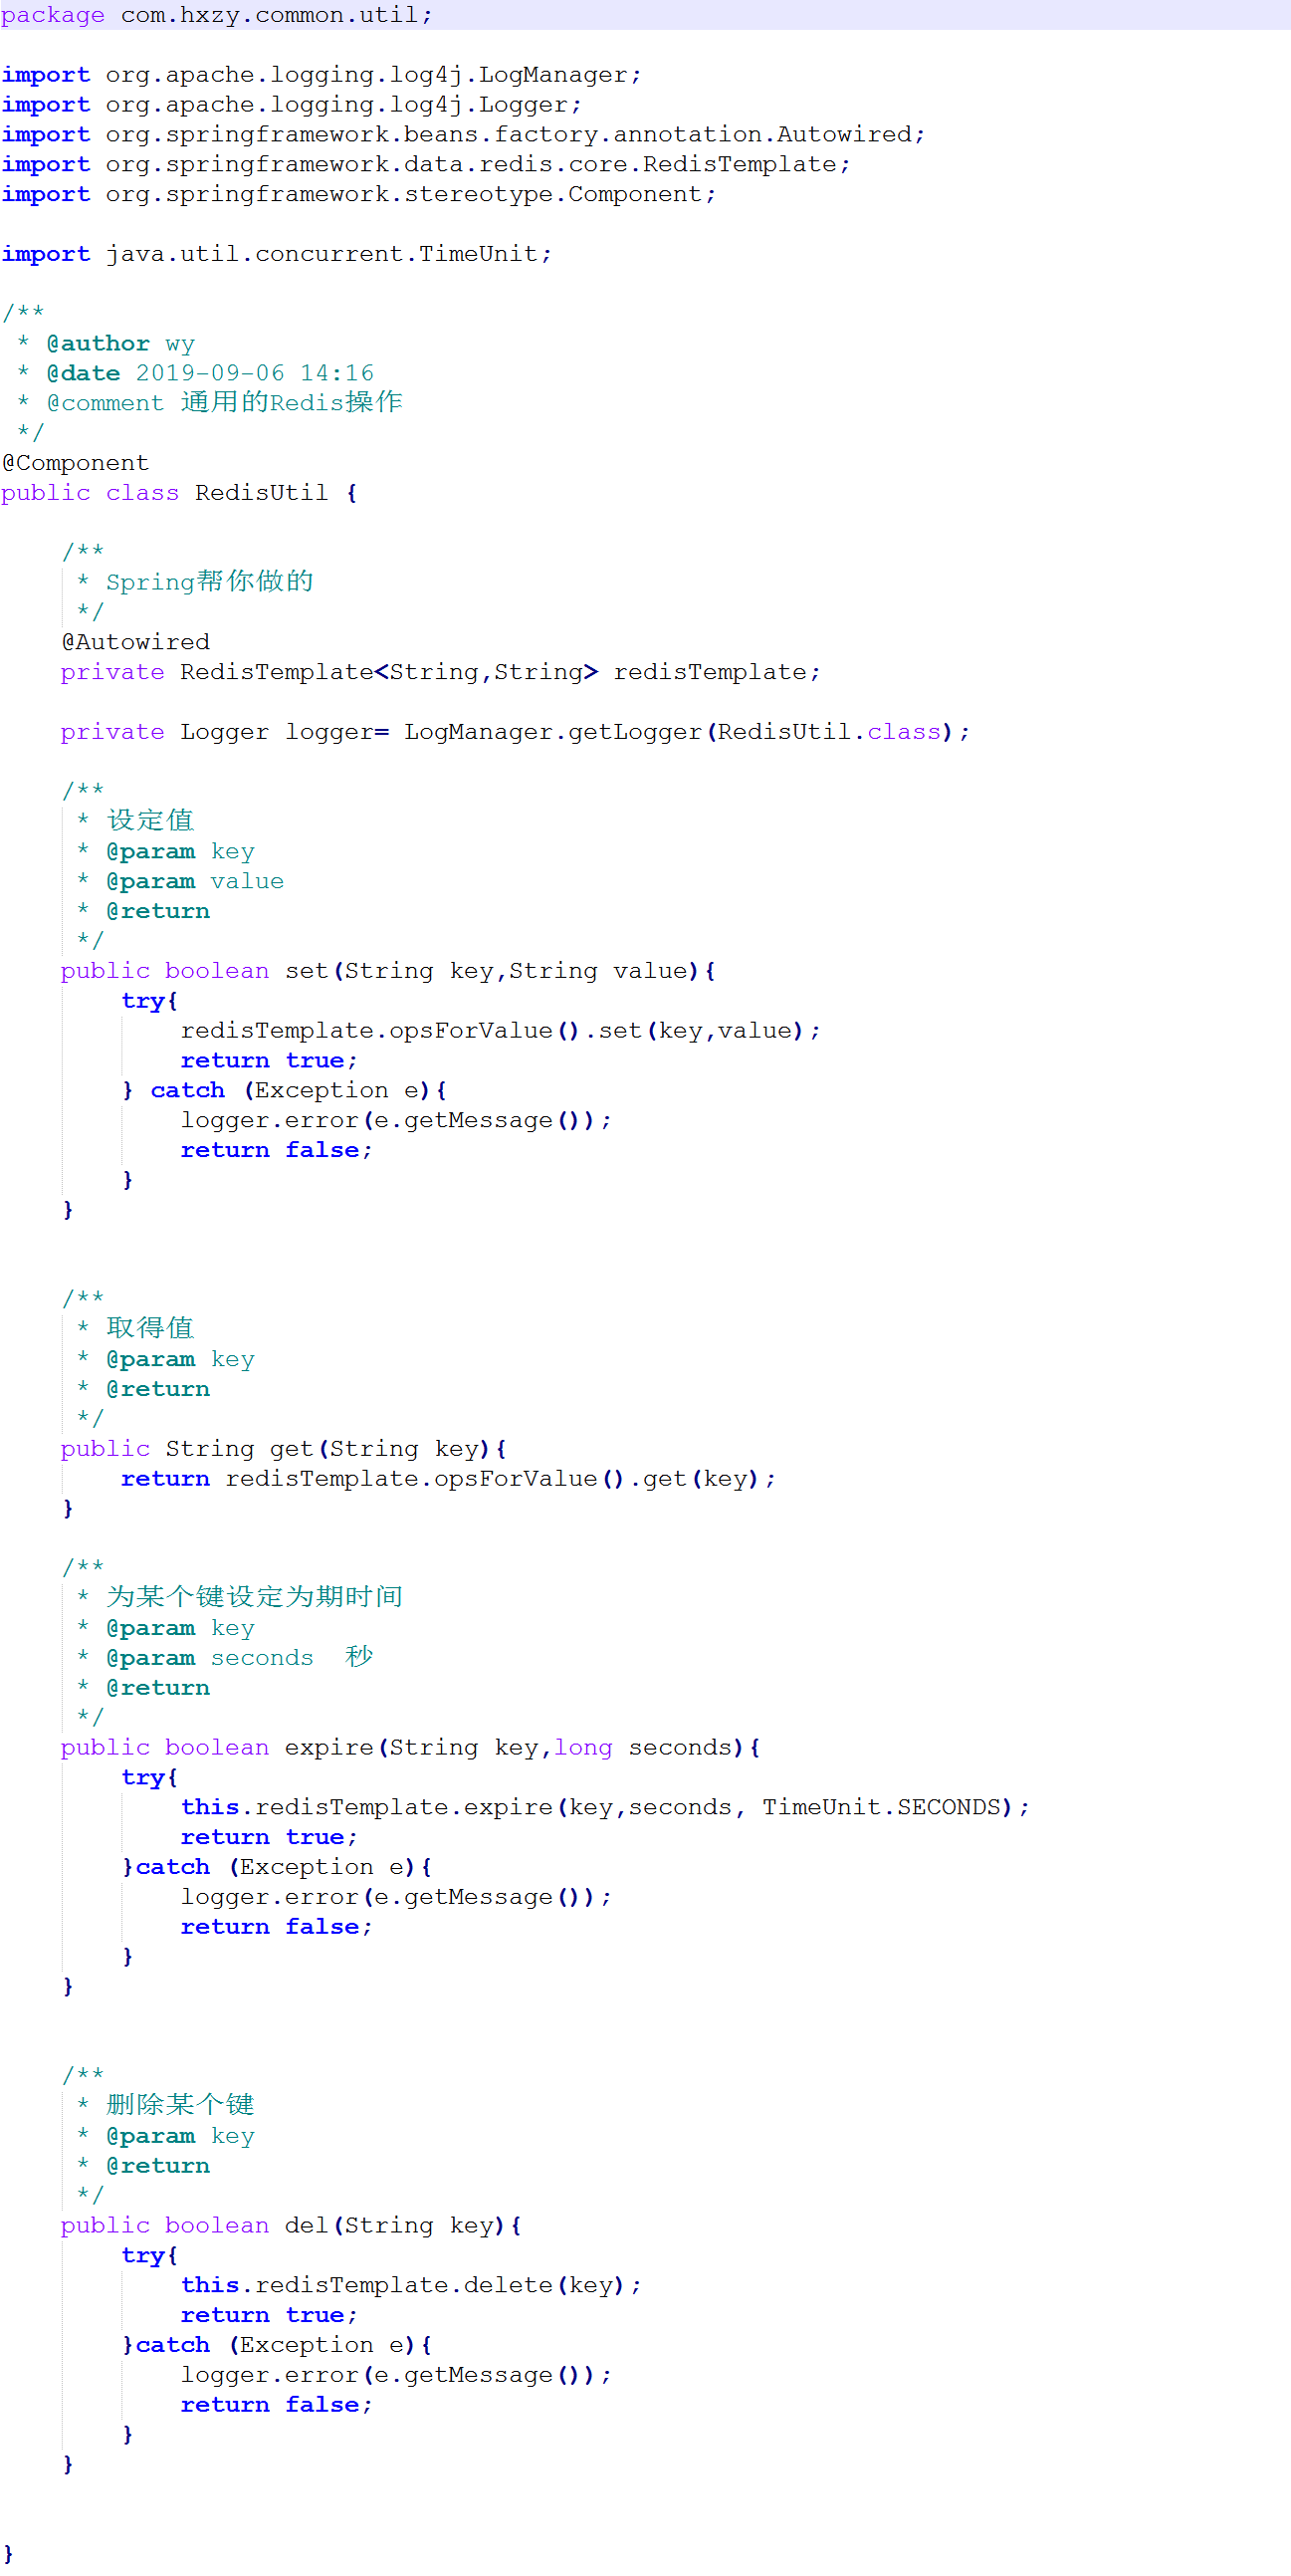 package com.hxzy.common.util;
import org.apache.logging.log4j.LogManager;
import org.apache.logging.log4j.Logger;
import org.springframework.beans.factory.annotation.Autowired;
import org.springframework.data.redis.core.RedisTemplate;
import org.springframework.stereotype.Component;
import java.util.concurrent.TimeUnit;
/**
 * @author wy
 * @date 2019-09-06 14:16
 * @comment 通用的Redis操作
 */
@Component
public class RedisUtil {
    /**
     * Spring帮你做的
     */
    @Autowired
    private RedisTemplate<String,String> redisTemplate;
    private Logger logger= LogManager.getLogger(RedisUtil.class);
    /**
     * 设定值
     * @param key
     * @param value
     * @return
     */
    public boolean set(String key,String value){
        try{
            redisTemplate.opsForValue().set(key,value);
            return true;
        } catch (Exception e){
            logger.error(e.getMessage());
            return false;
        }
    }
    /**
     * 取得值
     * @param key
     * @return
     */
    public String get(String key){
        return redisTemplate.opsForValue().get(key);
    }
    /**
     * 为某个键设定为期时间
     * @param key
     * @param seconds  秒
     * @return
     */
    public boolean expire(String key,long seconds){
        try{
            this.redisTemplate.expire(key,seconds, TimeUnit.SECONDS);
            return true;
        }catch (Exception e){
            logger.error(e.getMessage());
            return false;
        }
    }
    /**
     * 删除某个键
     * @param key
     * @return
     */
    public boolean del(String key){
        try{
            this.redisTemplate.delete(key);
            return true;
        }catch (Exception e){
            logger.error(e.getMessage());
            return false;
        }
    }
}